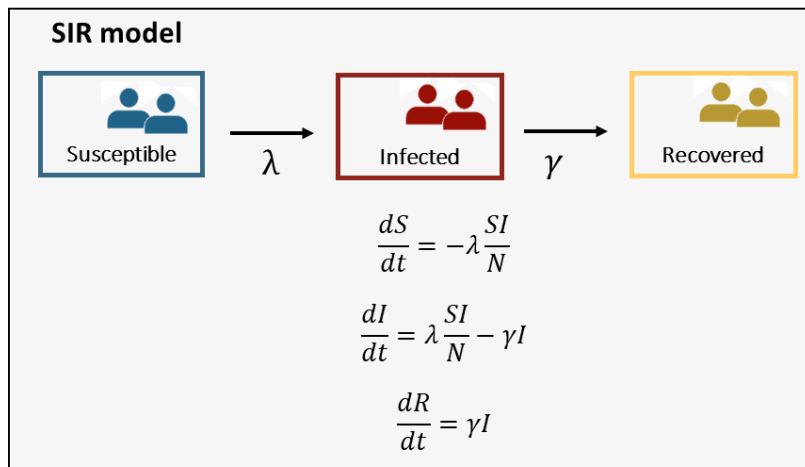 SIR model
Susceptible
Infected
Recovered
λ
γ
dS/dt = −λ SI/N
dI/dt = λ SI/N − γI
dR/dt = γI